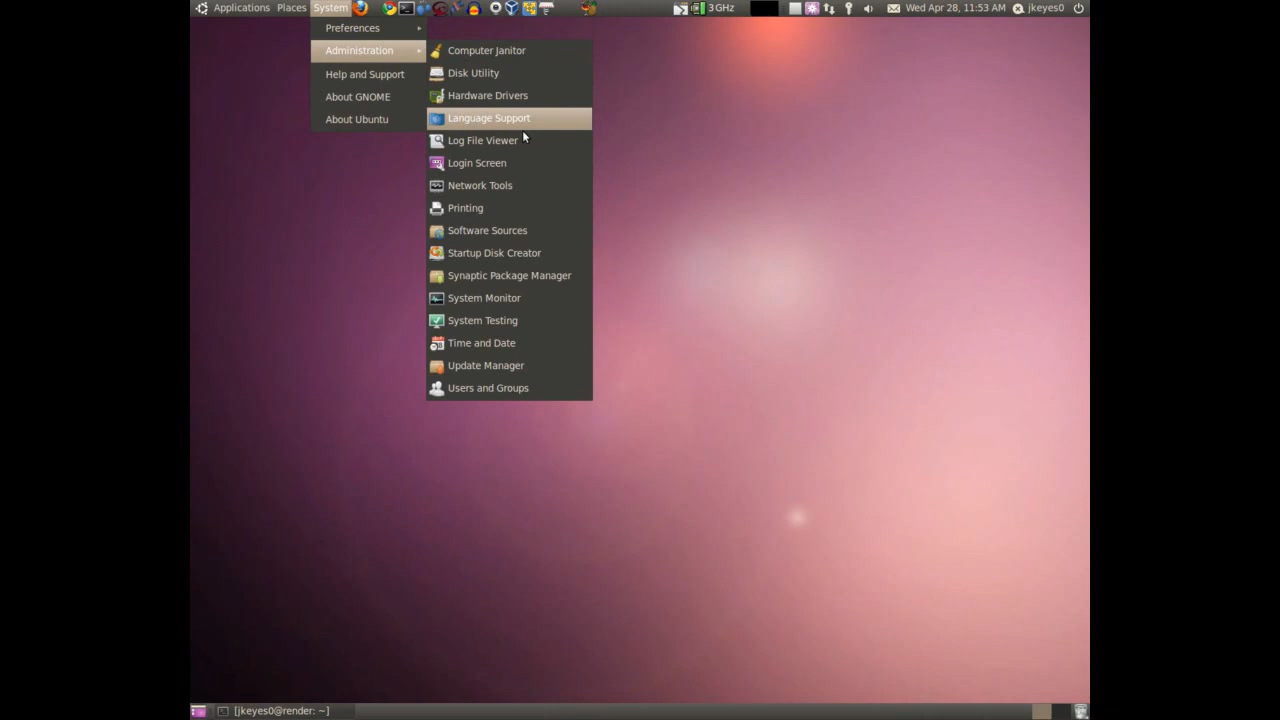 Applications Places System 3 GHz Wed Apr 28, 11:53 AM jkeyes0
Preferences
Administration
Help and Support
About GNOME
About Ubuntu
Computer Janitor
Disk Utility
Hardware Drivers
Language Support
Log File Viewer
Login Screen
Network Tools
Printing
Software Sources
Startup Disk Creator
Synaptic Package Manager
System Monitor
System Testing
Time and Date
Update Manager
Users and Groups
[jkeyes0@render: ~]